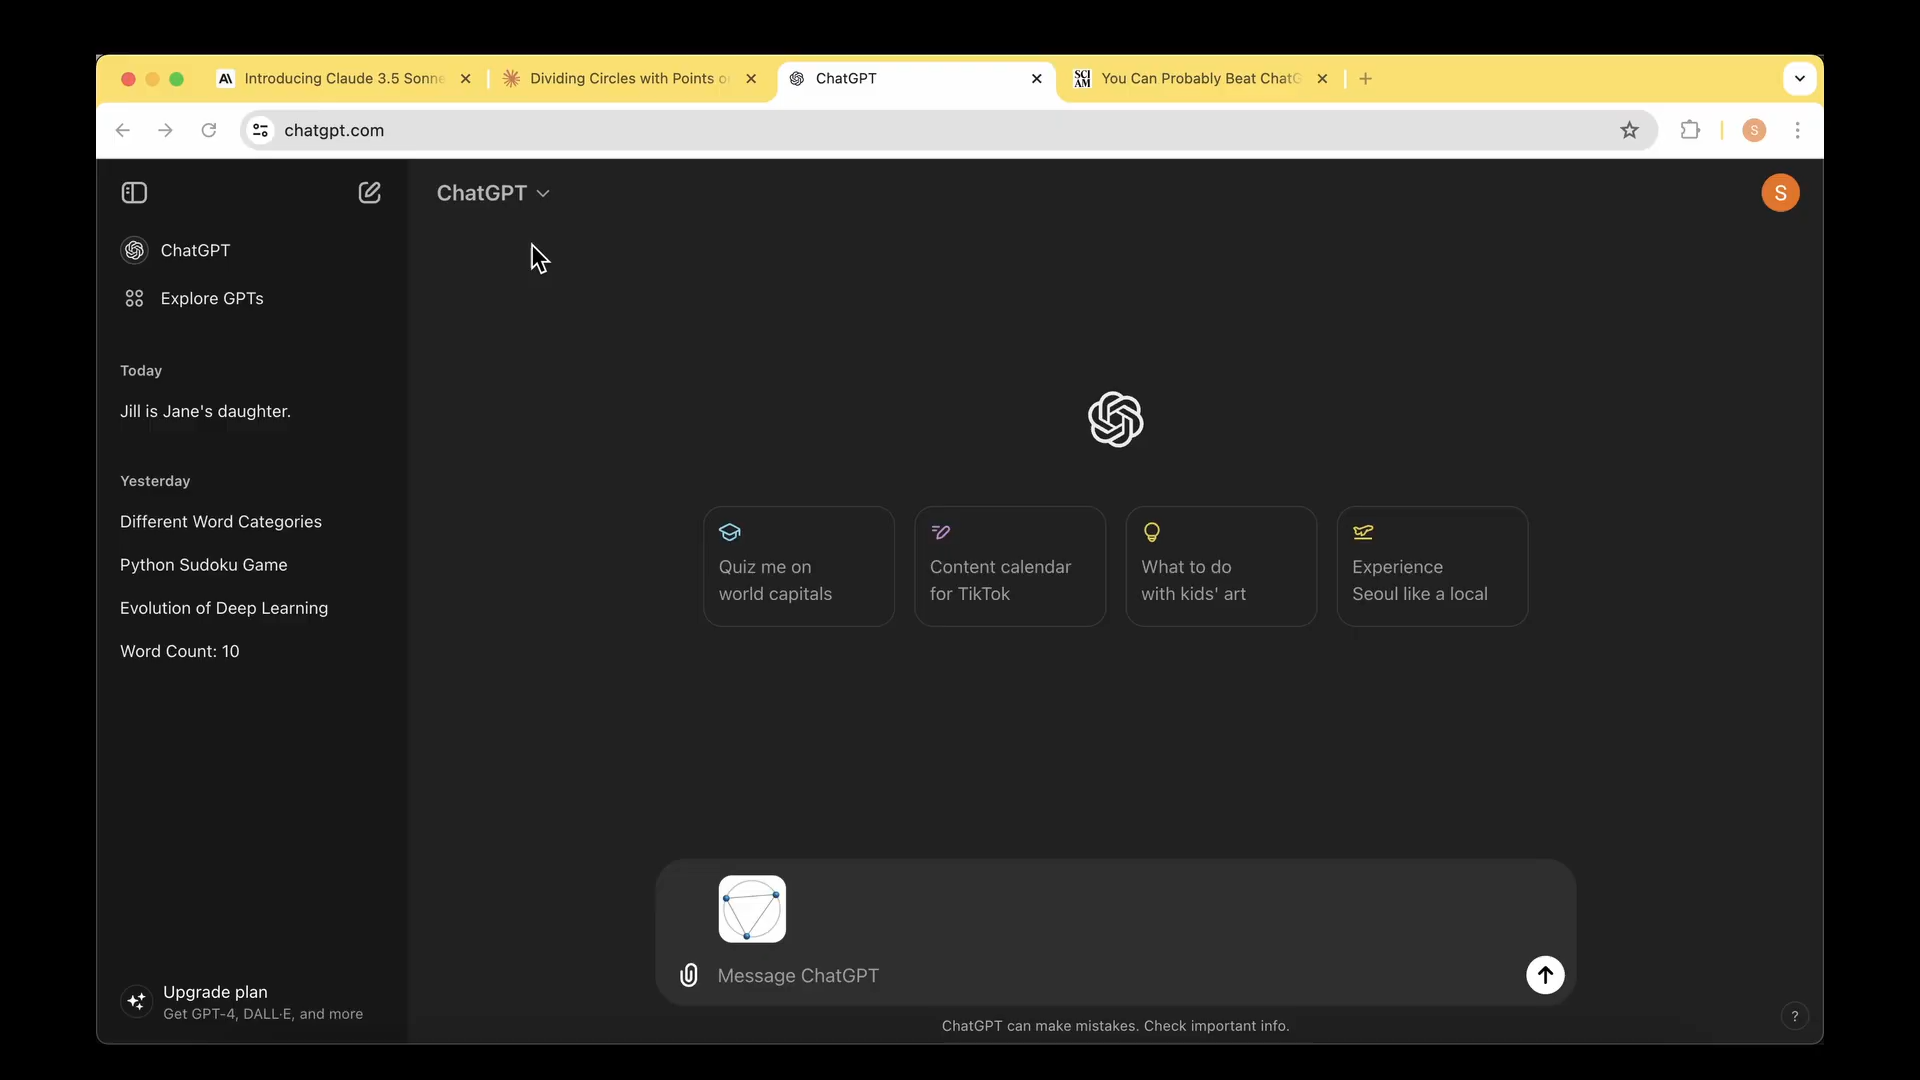 Introducing Claude 3.5 Sonne
Dividing Circles with Points o
ChatGPT
SCI
AM
You Can Probably Beat ChatG
chatgpt.com
S
ChatGPT
S
ChatGPT
Explore GPTs
Today
Jill is Jane's daughter.
Yesterday
Different Word Categories
Python Sudoku Game
Evolution of Deep Learning
Word Count: 10
Quiz me on
world capitals
Content calendar
for TikTok
What to do
with kids' art
Experience
Seoul like a local
Message ChatGPT
Upgrade plan
Get GPT-4, DALL·E, and more
ChatGPT can make mistakes. Check important info.
?